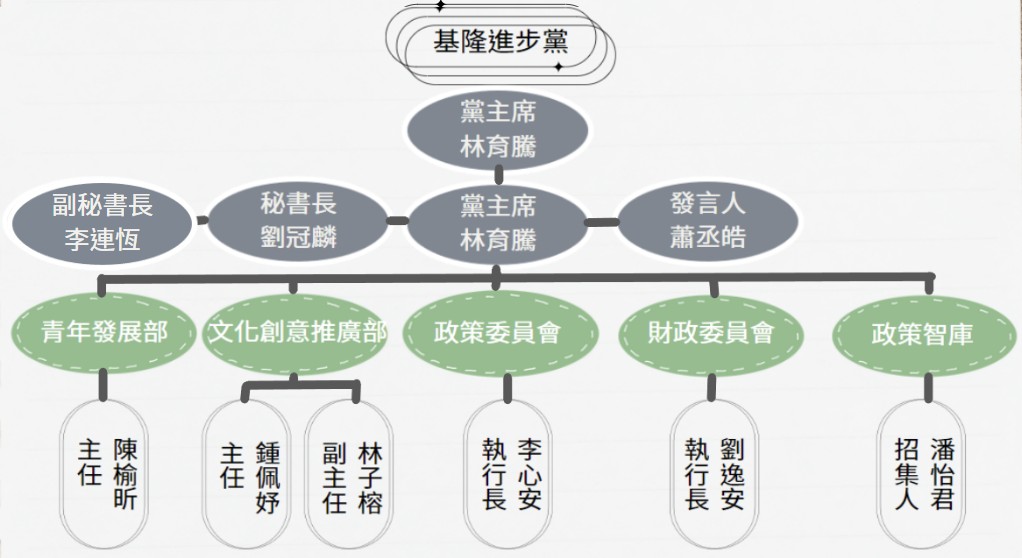 基隆進步黨
黨主席
林育騰
副秘書長
李連恆
秘書長
劉冠麟
黨主席
林育騰
發言人
蕭丞皓
青年發展部
文化創意推廣部
政策委員會
財政委員會
政策智庫
陳榆昕
主任
鍾佩妤
主任
林子榕
副主任
李心安
執行長
劉逸安
執行長
潘怡君
招集人